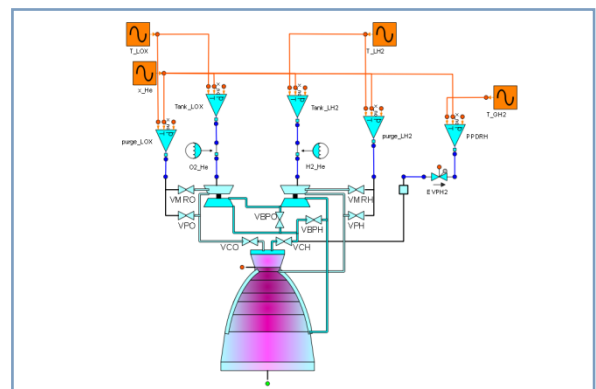 T_LOX
T_LH2
x_He
T_GH2
Tank_LOX
Tank_LH2
purge_LOX
purge_LH2
PPDRH
O2_He
H2_He
EVPH2
VMRO
VMRH
VPO
VBPO
VBPH
VPH
VCO
VCH